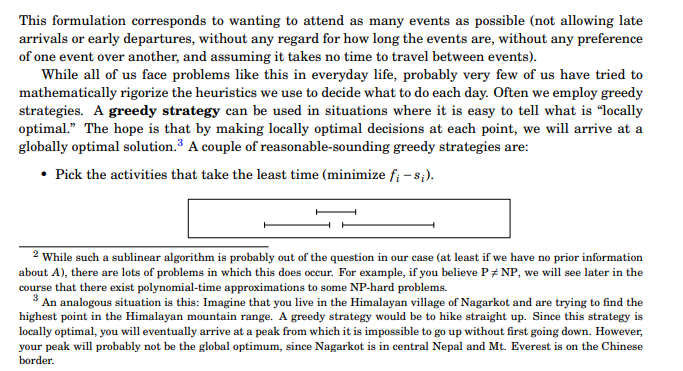 This formulation corresponds to wanting to attend as many events as possible (not allowing late
arrivals or early departures, without any regard for how long the events are, without any preference
of one event over another, and assuming it takes no time to travel between events).
While all of us face problems like this in everyday life, probably very few of us have tried to
mathematically rigorize the heuristics we use to decide what to do each day. Often we employ greedy
strategies. A greedy strategy can be used in situations where it is easy to tell what is “locally
optimal.” The hope is that by making locally optimal decisions at each point, we will arrive at a
globally optimal solution.³ A couple of reasonable-sounding greedy strategies are:
• Pick the activities that take the least time (minimize fᵢ − sᵢ).
² While such a sublinear algorithm is probably out of the question in our case (at least if we have no prior information
about A), there are lots of problems in which this does occur. For example, if you believe P ≠ NP, we will see later in the
course that there exist polynomial-time approximations to some NP-hard problems.
³ An analogous situation is this: Imagine that you live in the Himalayan village of Nagarkot and are trying to find the
highest point in the Himalayan mountain range. A greedy strategy would be to hike straight up. Since this strategy is
locally optimal, you will eventually arrive at a peak from which it is impossible to go up without first going down. However,
your peak will probably not be the global optimum, since Nagarkot is in central Nepal and Mt. Everest is on the Chinese
border.